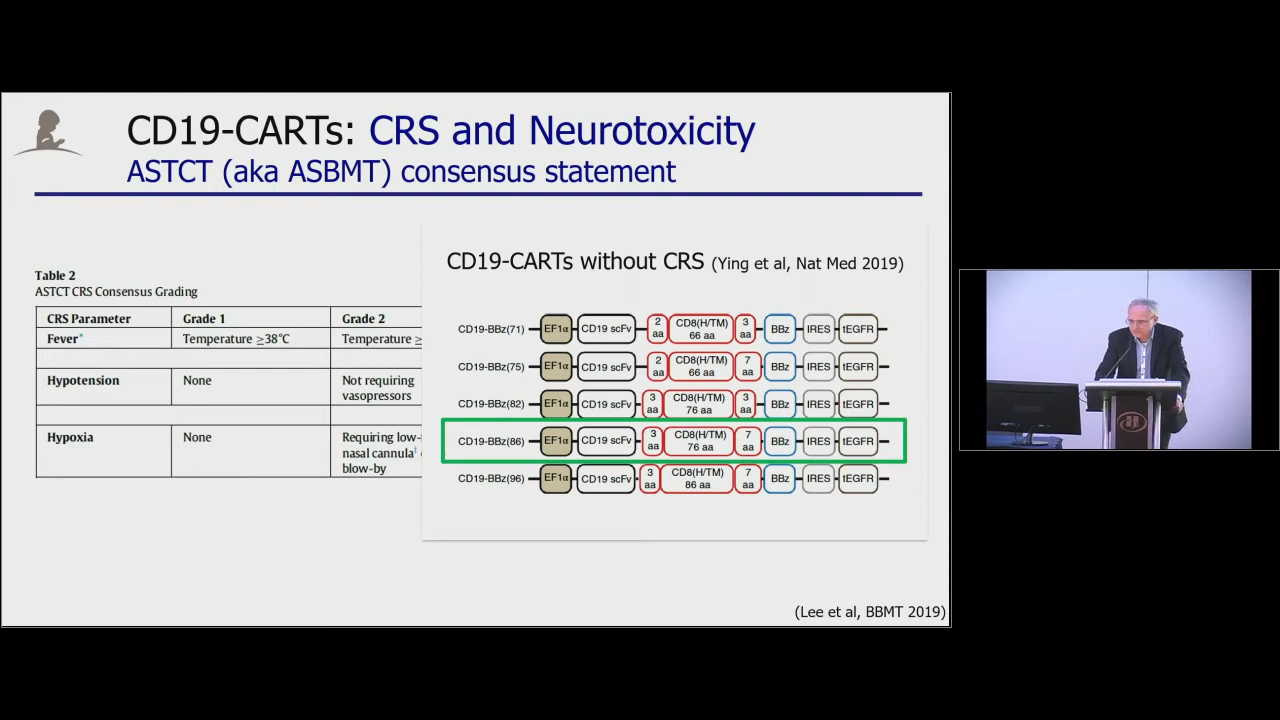 CD19-CARTs: CRS and Neurotoxicity
ASTCT (aka ASBMT) consensus statement
Table 2
ASTCT CRS Consensus Grading
CRS Parameter Grade 1 Grade 2
Fever* Temperature ≥38°C Temperature ≥
Hypotension None Not requiring
vasopressors
Hypoxia None Requiring low-
nasal cannula‡
blow-by
CD19-CARTs without CRS (Ying et al, Nat Med 2019)
CD19-BBz(71) EF1α CD19 scFv 2 aa CD8(H/TM) 66 aa 3 aa BBz IRES tEGFR
CD19-BBz(75) EF1α CD19 scFv 2 aa CD8(H/TM) 66 aa 7 aa BBz IRES tEGFR
CD19-BBz(82) EF1α CD19 scFv 3 aa CD8(H/TM) 76 aa 3 aa BBz IRES tEGFR
CD19-BBz(86) EF1α CD19 scFv 3 aa CD8(H/TM) 76 aa 7 aa BBz IRES tEGFR
CD19-BBz(96) EF1α CD19 scFv 3 aa CD8(H/TM) 86 aa 7 aa BBz IRES tEGFR
(Lee et al, BBMT 2019)